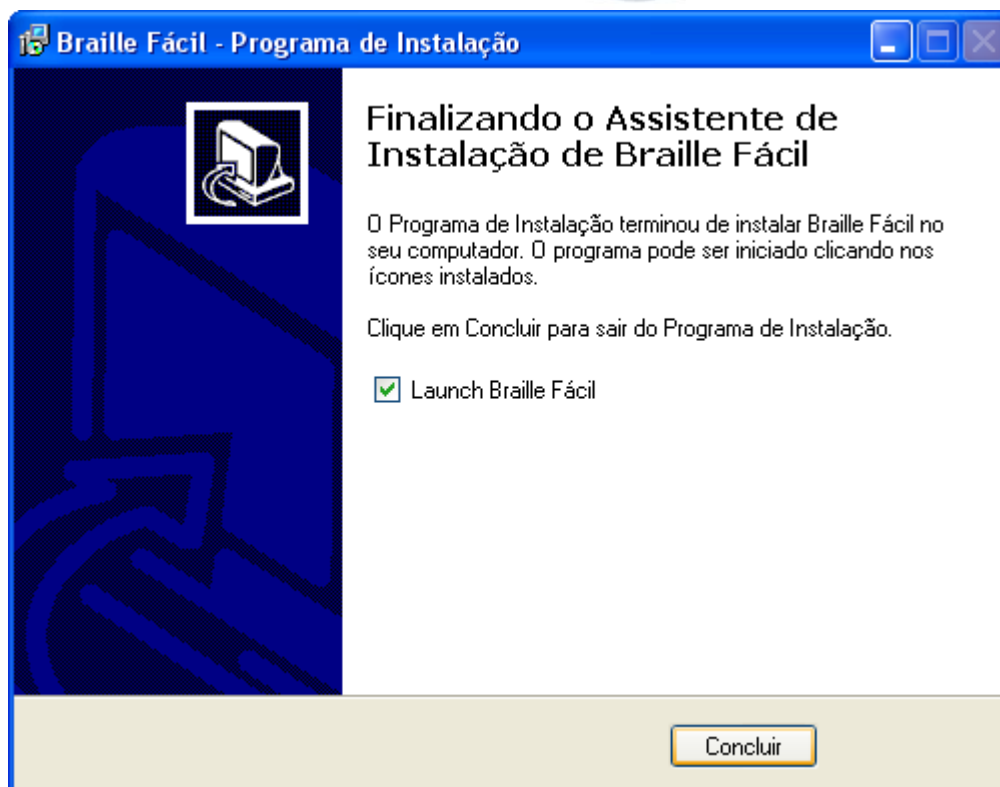 Braille Fácil - Programa de Instalação
Finalizando o Assistente de
Instalação de Braille Fácil
O Programa de Instalação terminou de instalar Braille Fácil no
seu computador. O programa pode ser iniciado clicando nos
ícones instalados.
Clique em Concluir para sair do Programa de Instalação.
Launch Braille Fácil
Concluir